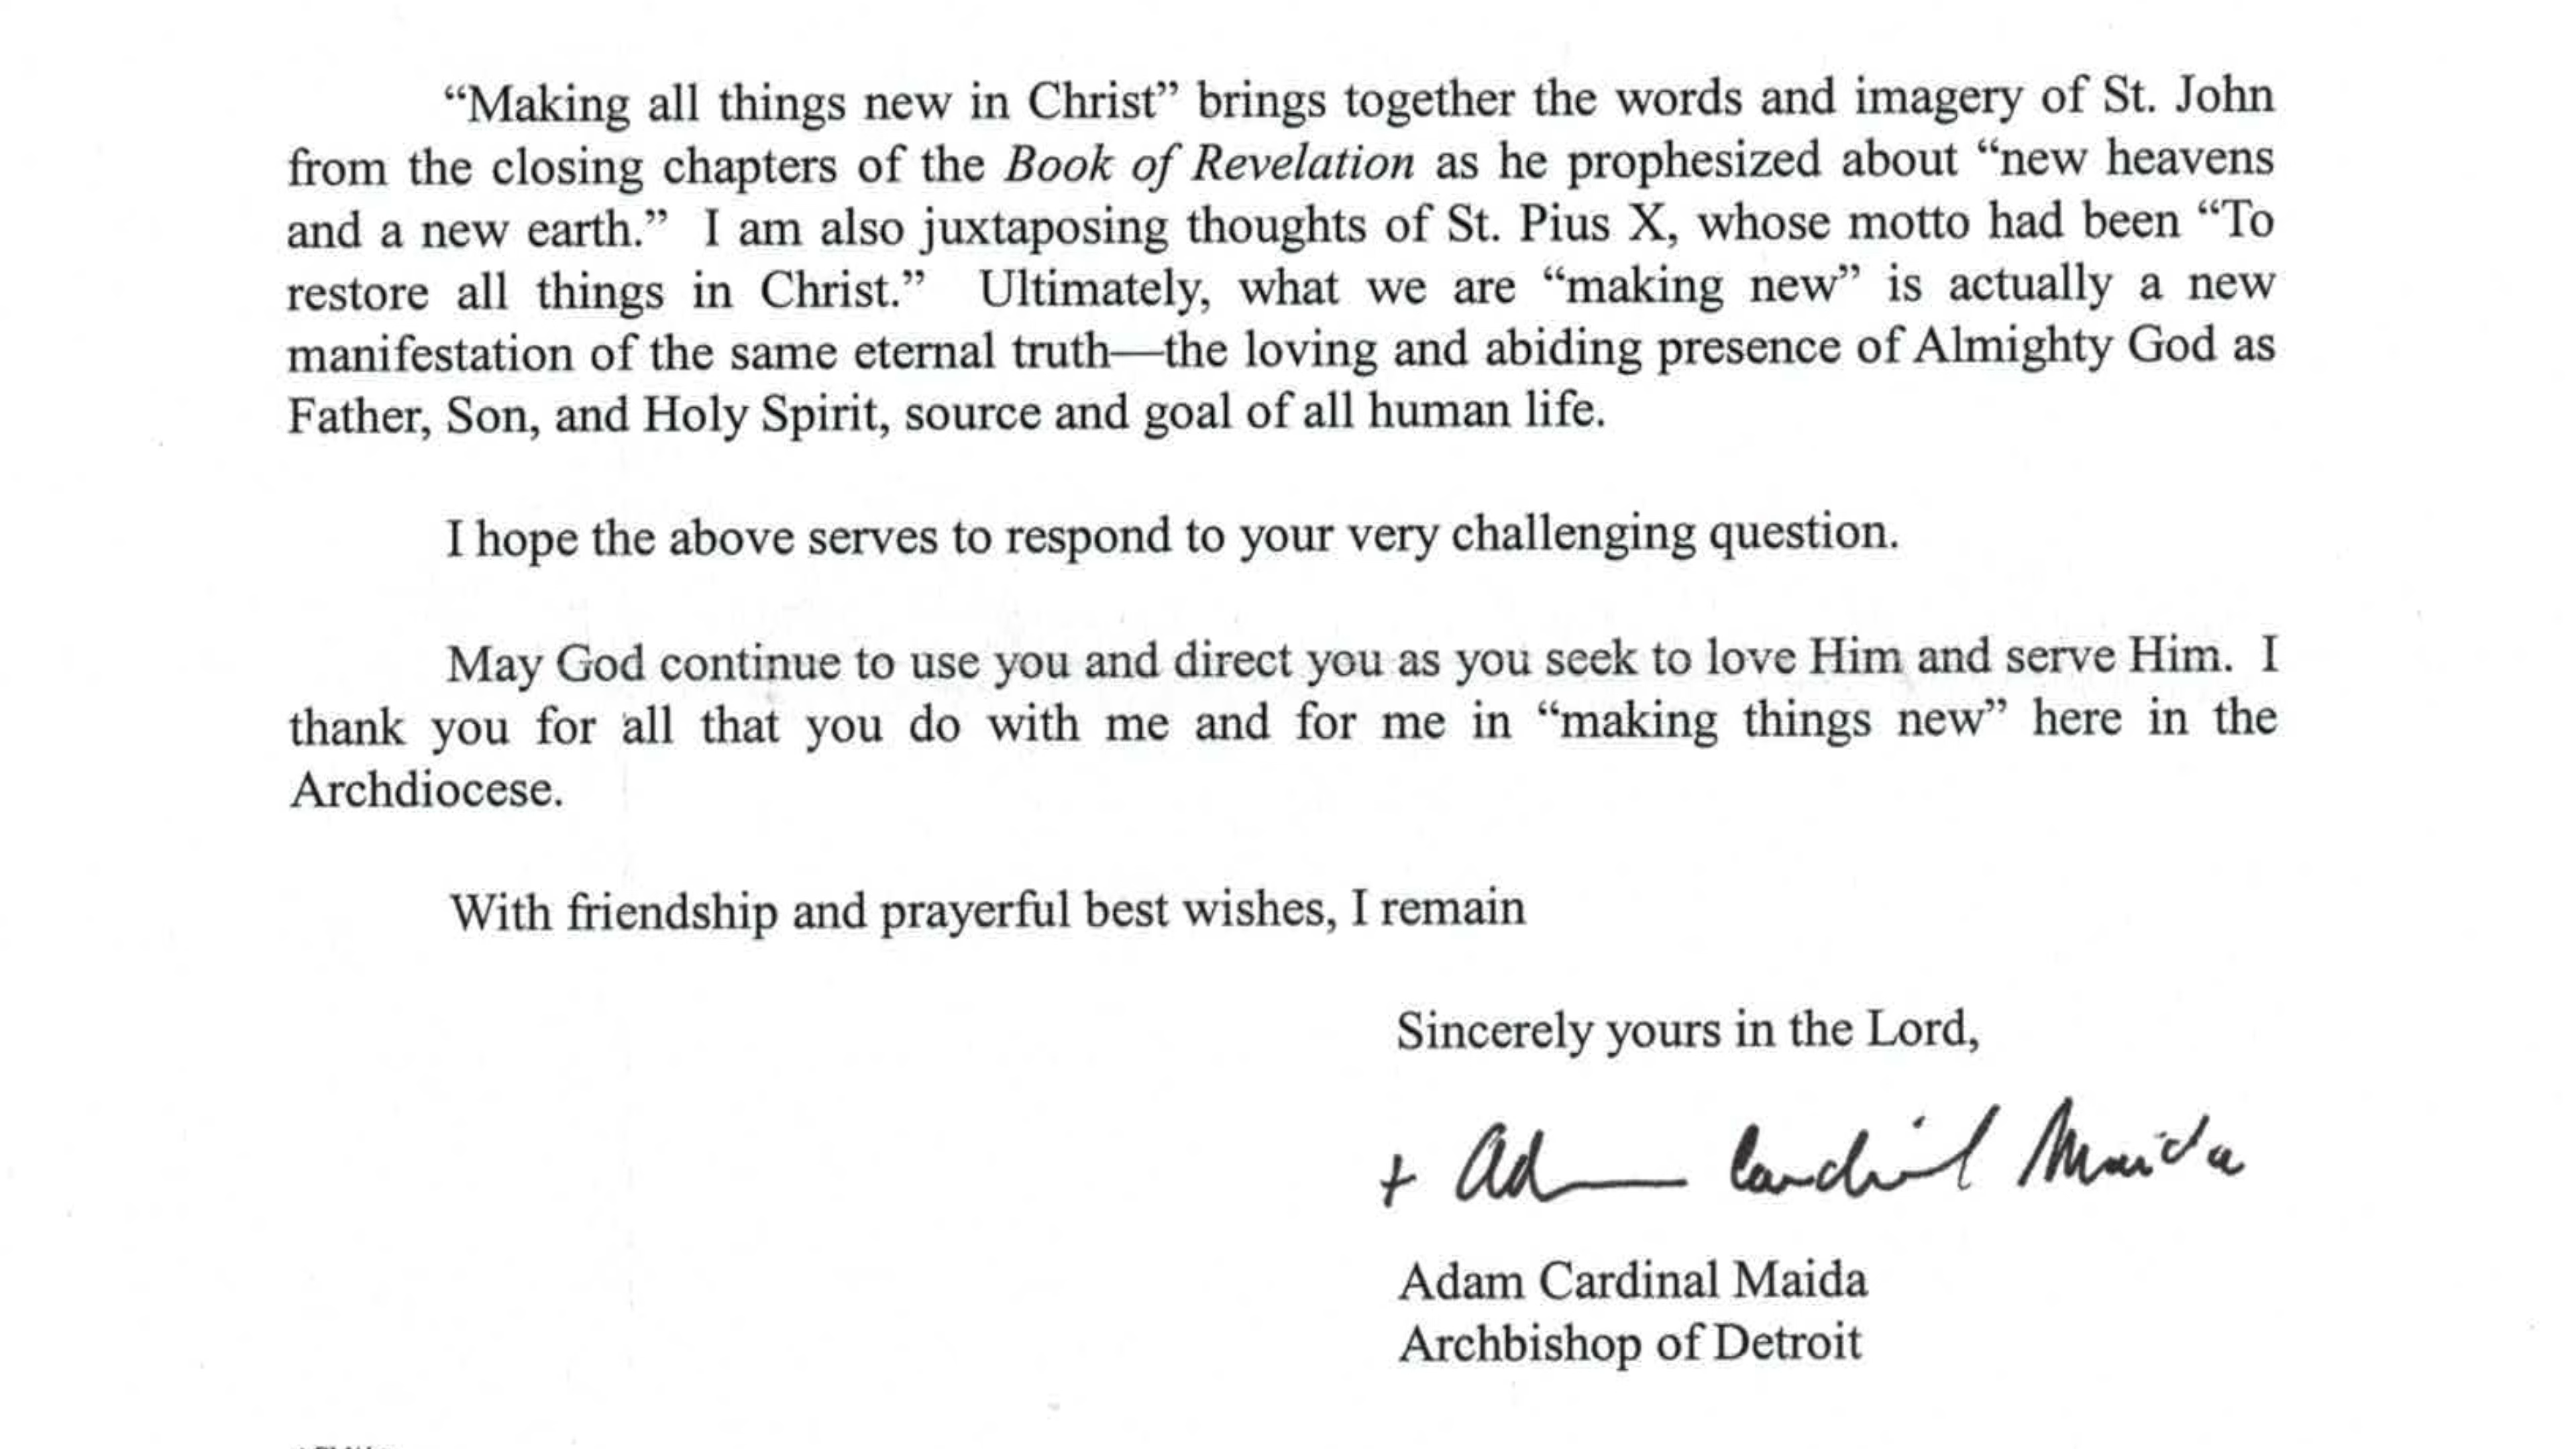 “Making all things new in Christ” brings together the words and imagery of St. John
from the closing chapters of the Book of Revelation as he prophesized about “new heavens
and a new earth.” I am also juxtaposing thoughts of St. Pius X, whose motto had been “To
restore all things in Christ.” Ultimately, what we are “making new” is actually a new
manifestation of the same eternal truth—the loving and abiding presence of Almighty God as
Father, Son, and Holy Spirit, source and goal of all human life.
I hope the above serves to respond to your very challenging question.
May God continue to use you and direct you as you seek to love Him and serve Him. I
thank you for all that you do with me and for me in “making things new” here in the
Archdiocese.
With friendship and prayerful best wishes, I remain
Sincerely yours in the Lord,
+ Adam Cardinal Maida
Adam Cardinal Maida
Archbishop of Detroit